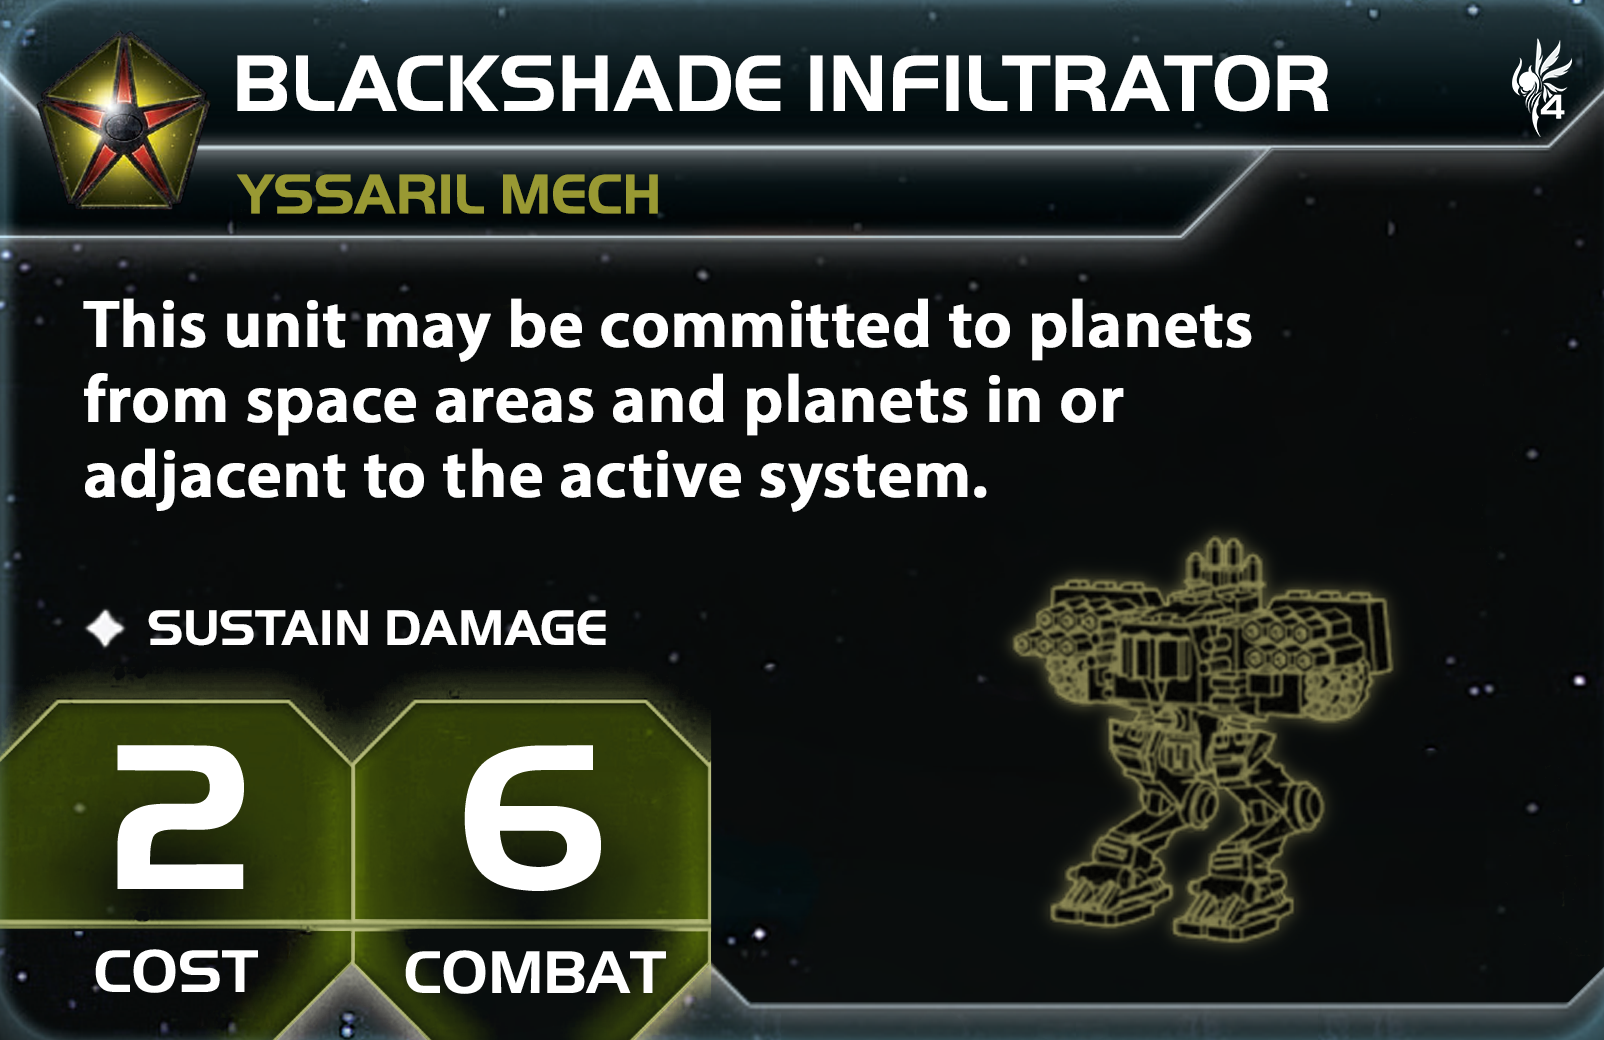 BLACKSHADE INFILTRATOR
4
YSSARIL MECH
This unit may be committed to planets
from space areas and planets in or
adjacent to the active system.
SUSTAIN DAMAGE
2 6
COST COMBAT